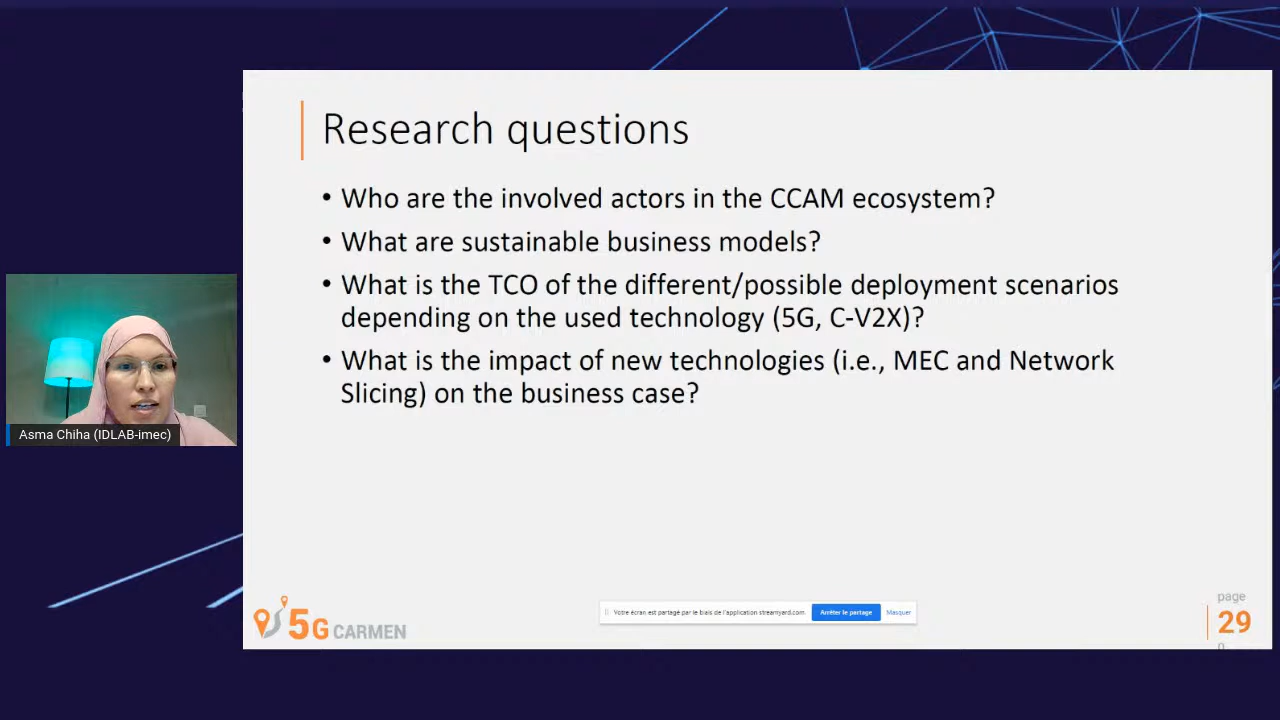 Research questions
• Who are the involved actors in the CCAM ecosystem?
• What are sustainable business models?
• What is the TCO of the different/possible deployment scenarios
depending on the used technology (5G, C-V2X)?
• What is the impact of new technologies (i.e., MEC and Network
Slicing) on the business case?
Asma Chiha (IDLAB-imec)
Votre écran est partagé par le biais de l'application streamyard.com. Arrêter le partage Masquer
5G CARMEN
page
29